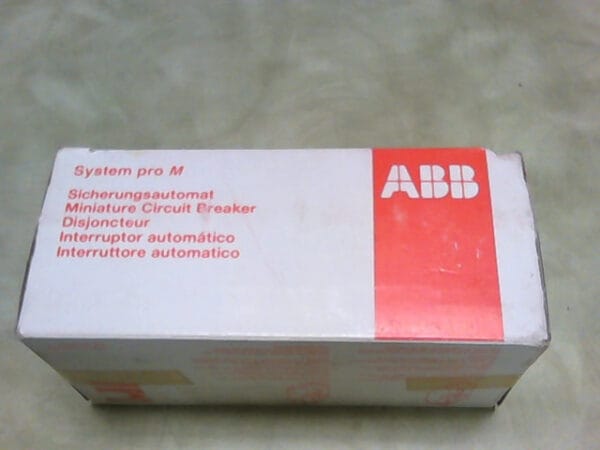 System pro M
Sicherungsautomat
Miniature Circuit Breaker
Disjoncteur
Interruptor automático
Interruttore automatico
ABB